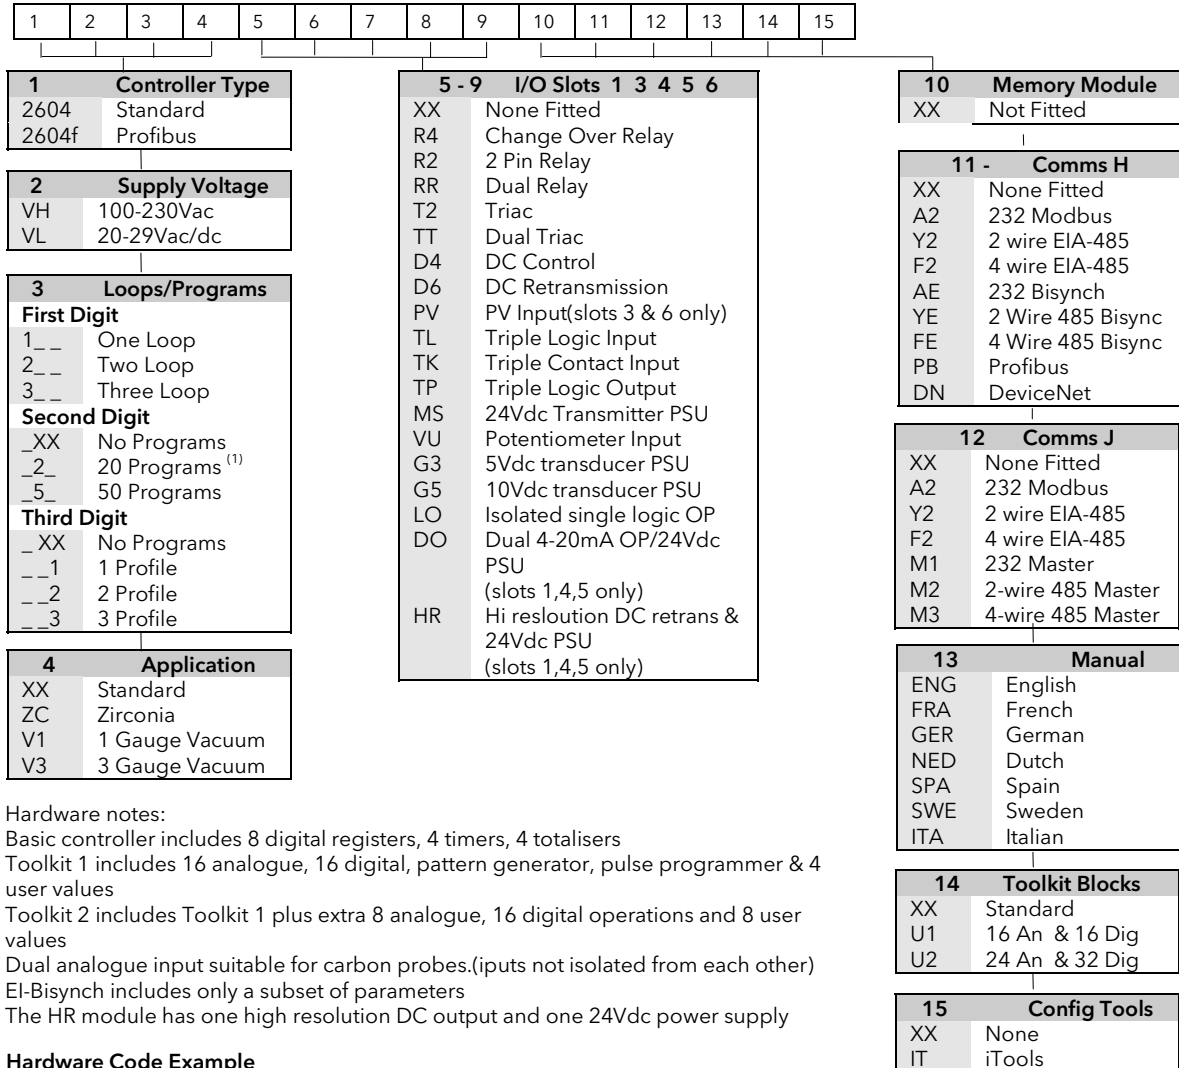 1 2 3 4 5 6 7 8 9 10 11 12 13 14 15
1 Controller Type
2604 Standard
2604f Profibus
2 Supply Voltage
VH 100-230Vac
VL 20-29Vac/dc
3 Loops/Programs
First Digit
1_ _ One Loop
2_ _ Two Loop
3_ _ Three Loop
Second Digit
_XX No Programs
_2_ 20 Programs (1)
_5_ 50 Programs
Third Digit
_ XX No Programs
_ _1 1 Profile
_ _2 2 Profile
_ _3 3 Profile
4 Application
XX Standard
ZC Zirconia
V1 1 Gauge Vacuum
V3 3 Gauge Vacuum
5 - 9 I/O Slots 1 3 4 5 6
XX None Fitted
R4 Change Over Relay
R2 2 Pin Relay
RR Dual Relay
T2 Triac
TT Dual Triac
D4 DC Control
D6 DC Retransmission
PV PV Input(slots 3 & 6 only)
TL Triple Logic Input
TK Triple Contact Input
TP Triple Logic Output
MS 24Vdc Transmitter PSU
VU Potentiometer Input
G3 5Vdc transducer PSU
G5 10Vdc transducer PSU
LO Isolated single logic OP
DO Dual 4-20mA OP/24Vdc
PSU
(slots 1,4,5 only)
HR Hi resloution DC retrans &
24Vdc PSU
(slots 1,4,5 only)
10 Memory Module
XX Not Fitted
11 - Comms H
XX None Fitted
A2 232 Modbus
Y2 2 wire EIA-485
F2 4 wire EIA-485
AE 232 Bisynch
YE 2 Wire 485 Bisync
FE 4 Wire 485 Bisync
PB Profibus
DN DeviceNet
12 Comms J
XX None Fitted
A2 232 Modbus
Y2 2 wire EIA-485
F2 4 wire EIA-485
M1 232 Master
M2 2-wire 485 Master
M3 4-wire 485 Master
13 Manual
ENG English
FRA French
GER German
NED Dutch
SPA Spain
SWE Sweden
ITA Italian
14 Toolkit Blocks
XX Standard
U1 16 An & 16 Dig
U2 24 An & 32 Dig
15 Config Tools
XX None
IT iTools
Hardware notes:
Basic controller includes 8 digital registers, 4 timers, 4 totalisers
Toolkit 1 includes 16 analogue, 16 digital, pattern generator, pulse programmer & 4
user values
Toolkit 2 includes Toolkit 1 plus extra 8 analogue, 16 digital operations and 8 user
values
Dual analogue input suitable for carbon probes.(iputs not isolated from each other)
EI-Bisynch includes only a subset of parameters
The HR module has one high resolution DC output and one 24Vdc power supply
Hardware Code Example